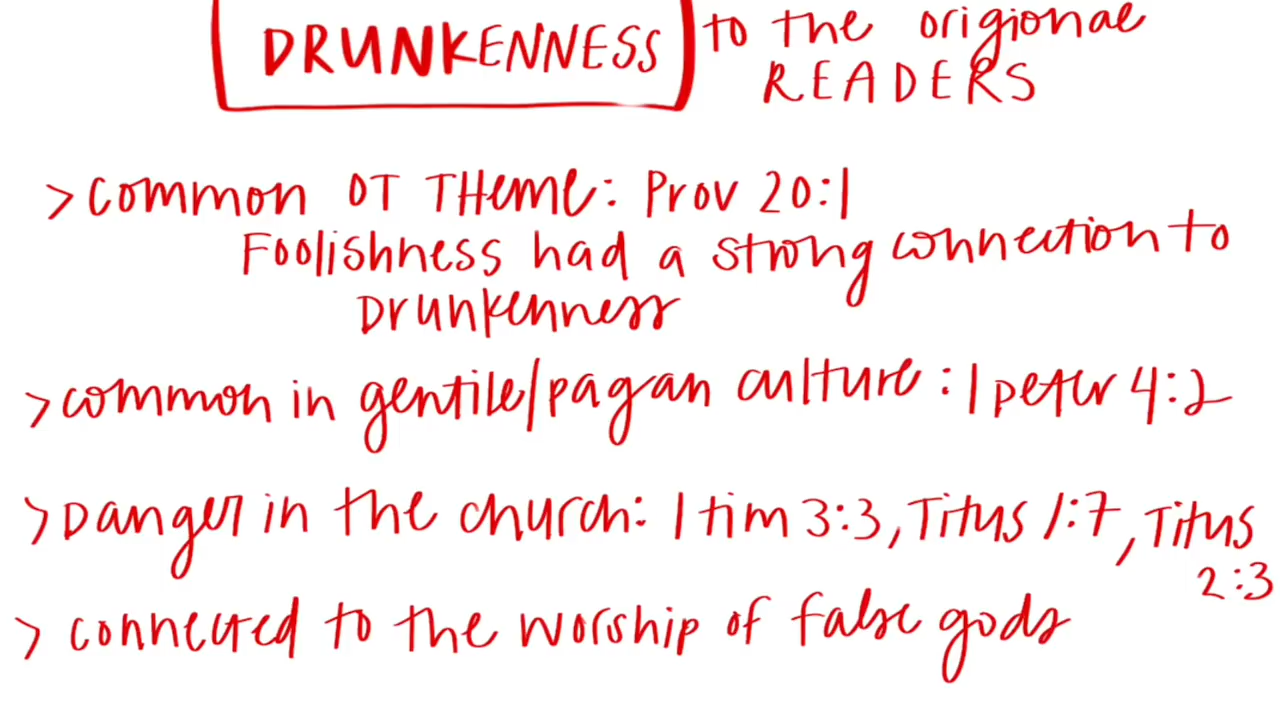 DRUNKENNESS to the origional
READERS
> common OT THeme: Prov 20:1
Foolishness had a strong connection to
Drunkenness
> common in gentile/pagan culture: 1 peter 4:2
> Danger in the church: 1 tim 3:3, Titus 1:7, Titus
2:3
> connected to the worship of false gods